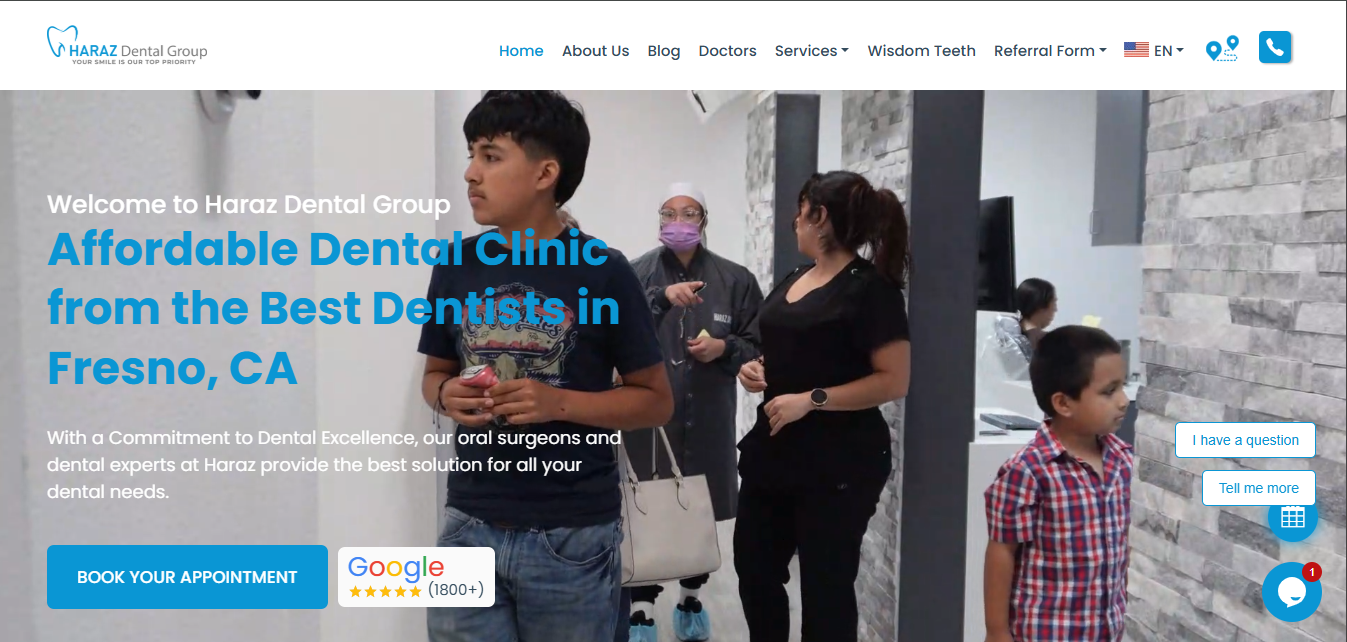 HARAZ Dental Group
YOUR SMILE IS OUR TOP PRIORITY
Home About Us Blog Doctors Services Wisdom Teeth Referral Form EN
Welcome to Haraz Dental Group
Affordable Dental Clinic
from the Best Dentists in
Fresno, CA
With a Commitment to Dental Excellence, our oral surgeons and
dental experts at Haraz provide the best solution for all your
dental needs.
BOOK YOUR APPOINTMENT
Google
(1800+)
I have a question
Tell me more
1